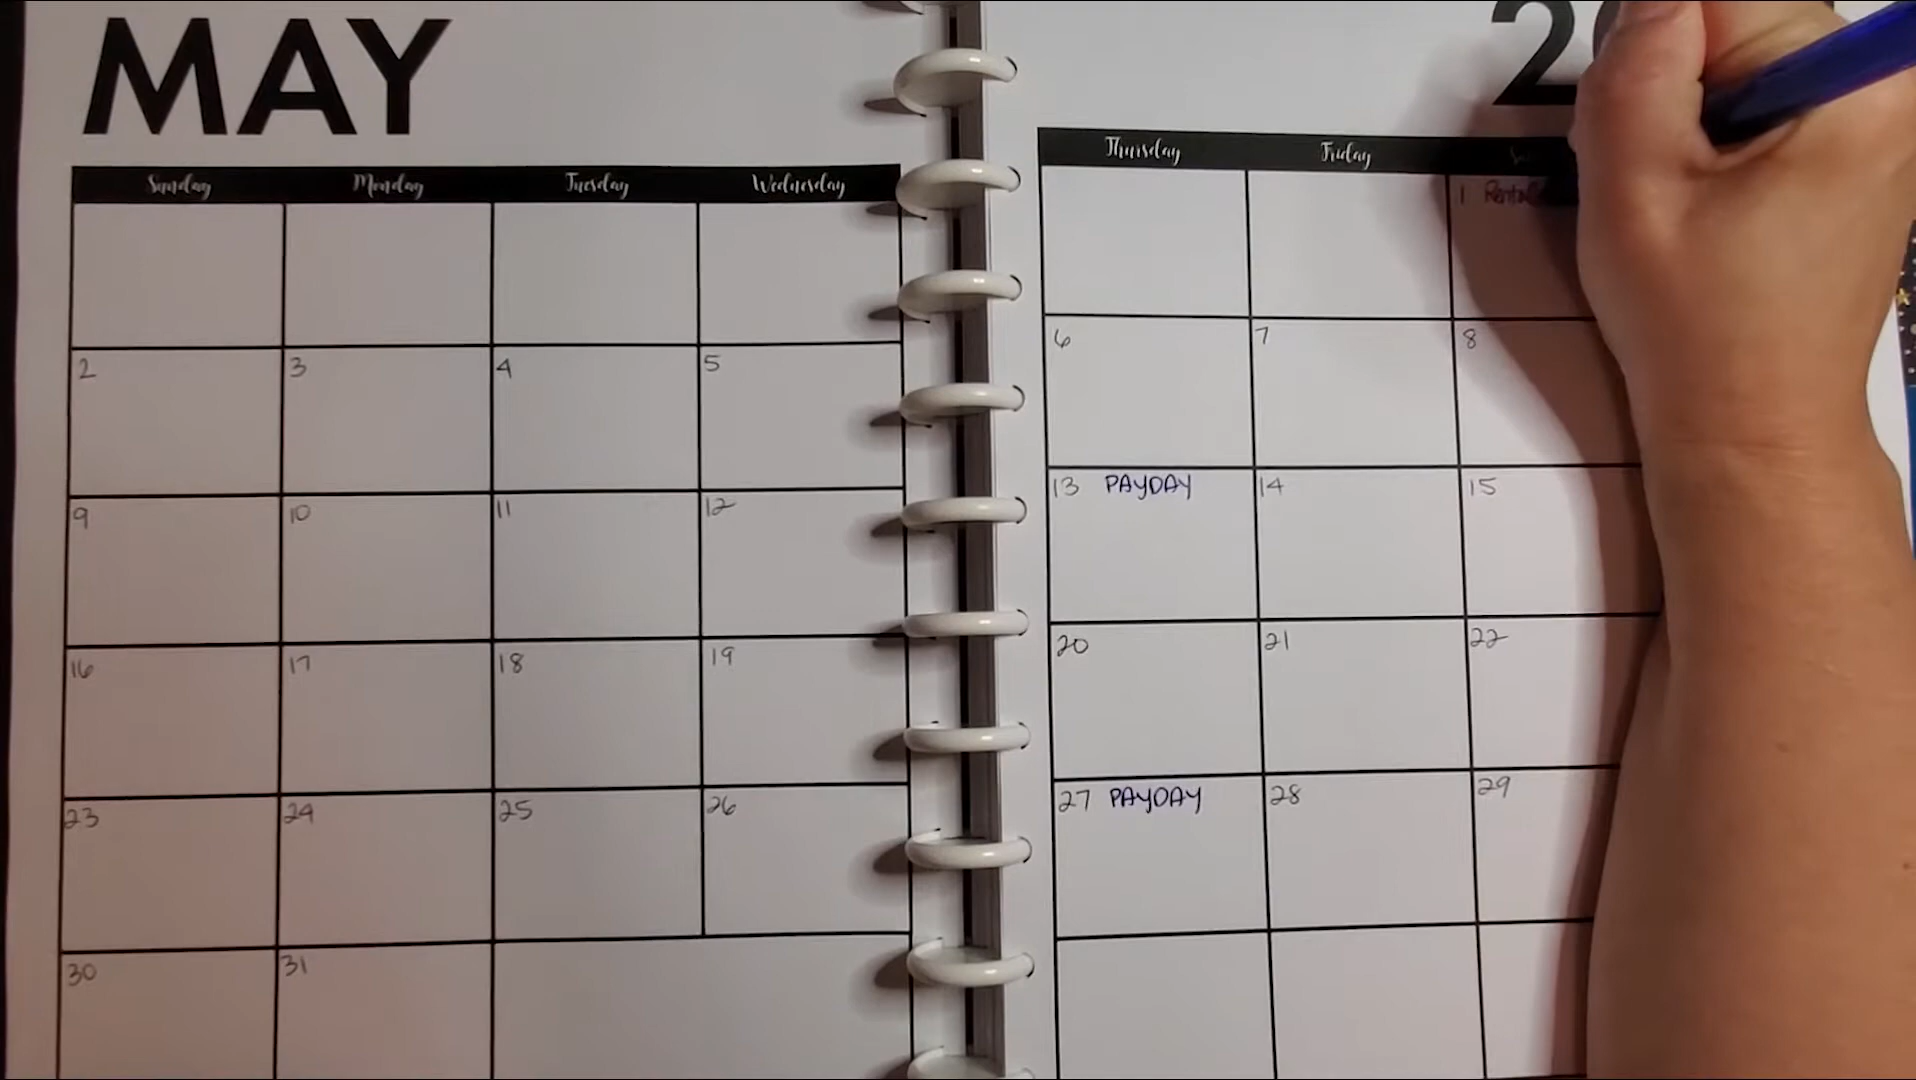 MAY
Sunday Monday Tuesday Wednesday
2 3 4 5
9 10 11 12
16 17 18 19
23 24 25 26
30 31
2
Thursday Friday
1
6 7 8
13 PAYDAY 14 15
20 21 22
27 PAYDAY 28 29